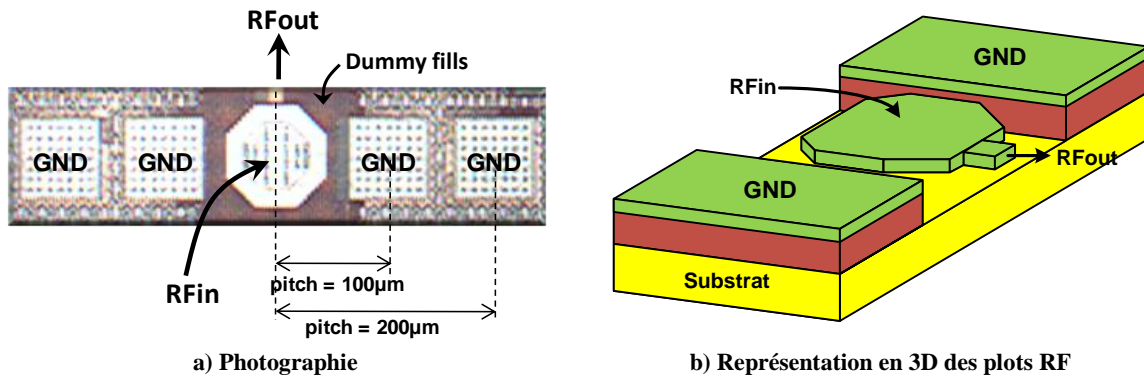 RFout
Dummy fills
GND GND GND GND
RFin
pitch = 100µm
pitch = 200µm
a) Photographie
GND
RFin
RFout
GND
Substrat
b) Représentation en 3D des plots RF